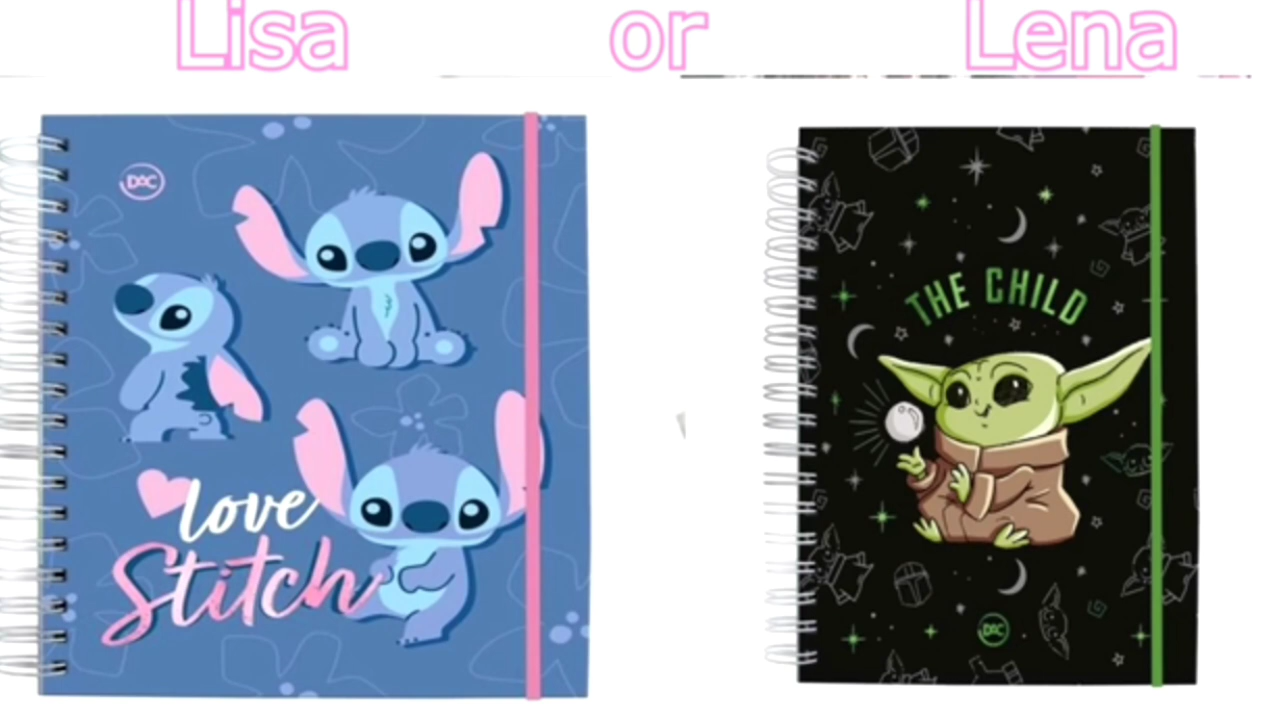 Lisa or Lena
DAC
love
Stitch
THE CHILD
DAC